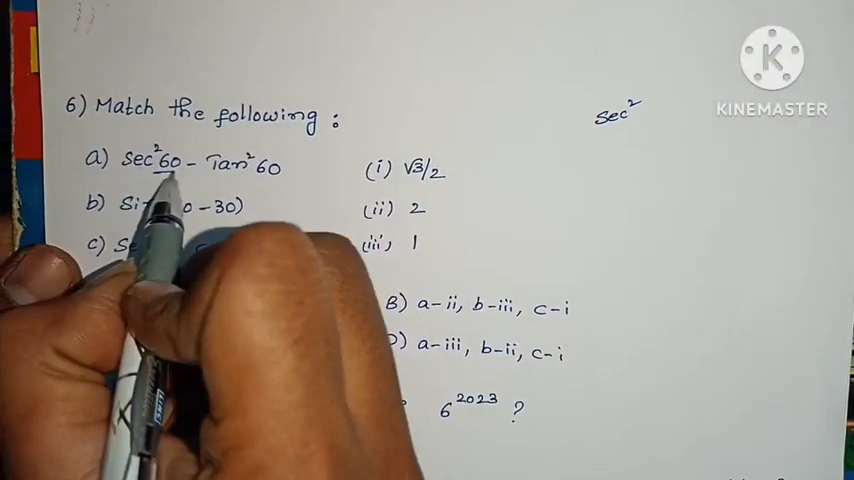 K
KINEMASTER
sec²
6) Match the following :
a) sec²60 - Tan²60 (i) √3/2
b) - 30) (ii) 2
c) (iii) 1
B) a-ii, b-iii, c-i
D) a-iii, b-ii, c-i
6²⁰²³ ?